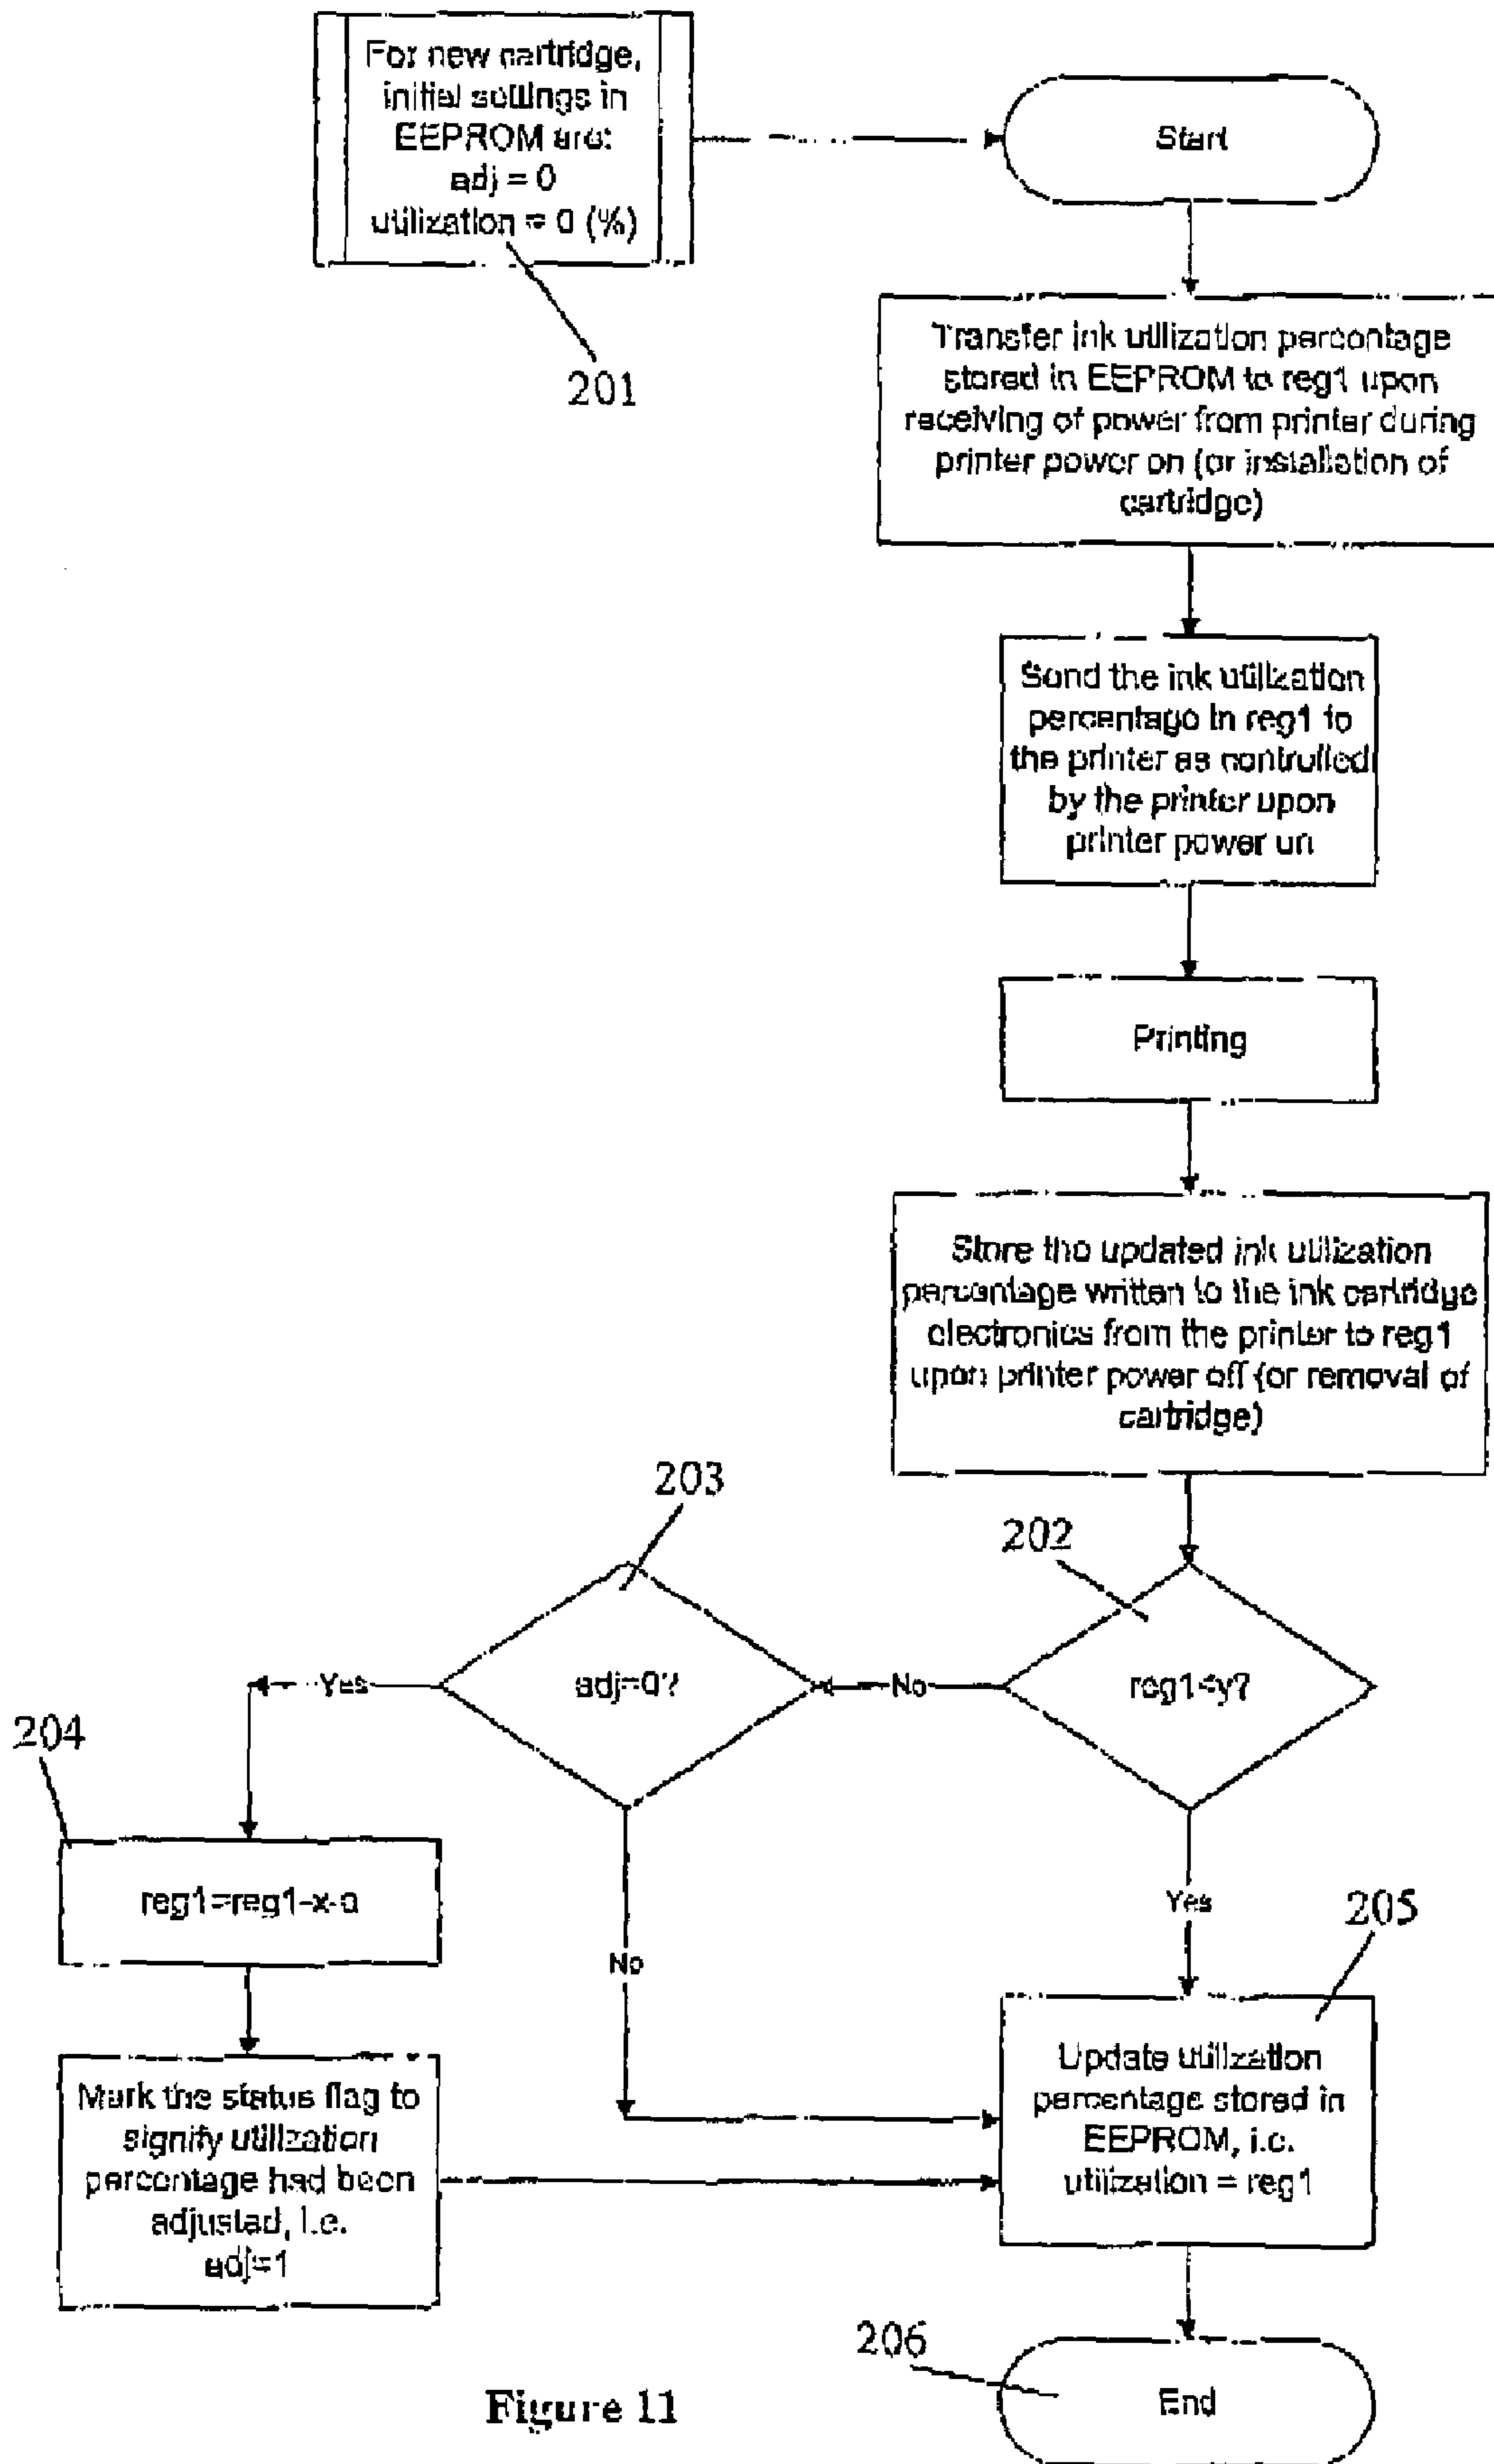 For new cartridge,
initial settings in
EEPROM are:
adj = 0
utilization = 0 (%)
201
Start
Transfer ink utilization percentage
stored in EEPROM to reg1 upon
receiving of power from printer during
printer power on (or installation of
cartridge)
Send the ink utilization
percentage in reg1 to
the printer as controlled
by the printer upon
printer power on
Printing
Store the updated ink utilization
percentage written to the ink cartridge
electronics from the printer to reg1
upon printer power off (or removal of
cartridge)
203
202
adj=0?
reg1<y?
Yes
No
204
reg1=reg1-x-a
No
Yes
205
Mark the status flag to
signify utilization
percentage had been
adjusted, i.e.
adj=1
Update utilization
percentage stored in
EEPROM, i.e.
utilization = reg1
206
End
Figure 11